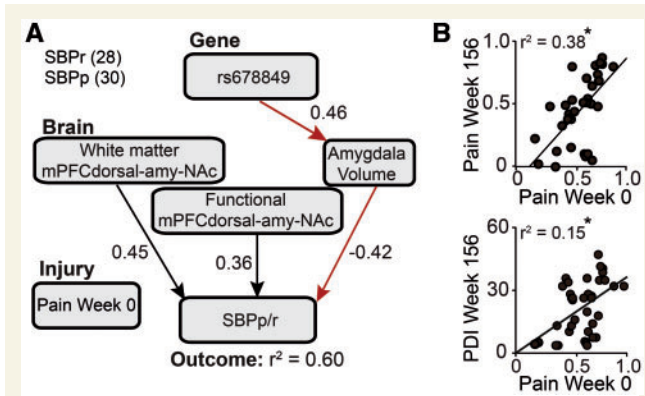 A
SBPr (28)
SBPp (30)
Gene
rs678849
0.46
Brain
White matter
mPFCdorsal-amy-NAc
Amygdala
Volume
Functional
mPFCdorsal-amy-NAc
0.45
0.36
-0.42
Injury
Pain Week 0
SBPp/r
Outcome: r² = 0.60
B
r² = 0.38*
Pain Week 156
1.0
0.5
0
0
0.5
1.0
Pain Week 0
r² = 0.15*
PDI Week 156
60
30
0
0
0.5
1.0
Pain Week 0